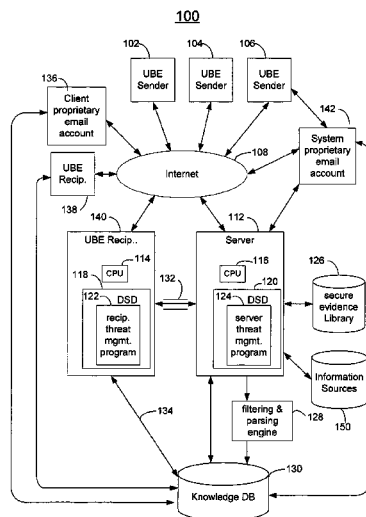 100
102
104
106
136
UBE Sender
UBE Sender
UBE Sender
Client proprietary email account
142
System proprietary email account
UBE Recip.
138
Internet
108
140
112
UBE Recip..
Server
CPU
114
CPU
116
126
118
132
120
122
DSD
124
DSD
secure evidence Library
recip. threat mgmt. program
server threat mgmt. program
Information Sources
150
134
filtering & parsing engine
128
130
Knowledge DB